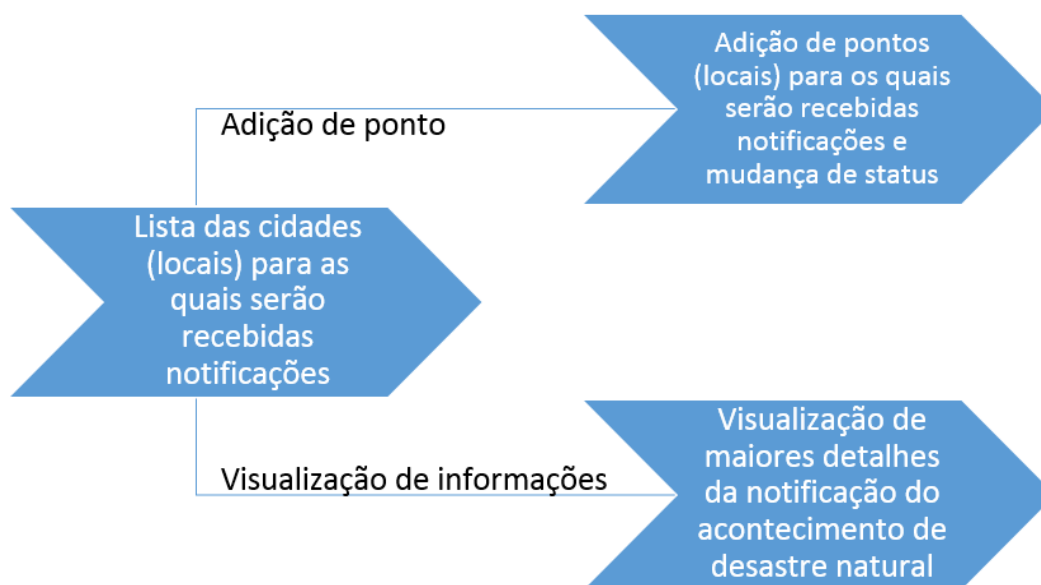 Adição de pontos
(locais) para os quais
serão recebidas
notificações e
mudança de status
Adição de ponto
Lista das cidades
(locais) para as
quais serão
recebidas
notificações
Visualização de informações
Visualização de
maiores detalhes
da notificação do
acontecimento de
desastre natural